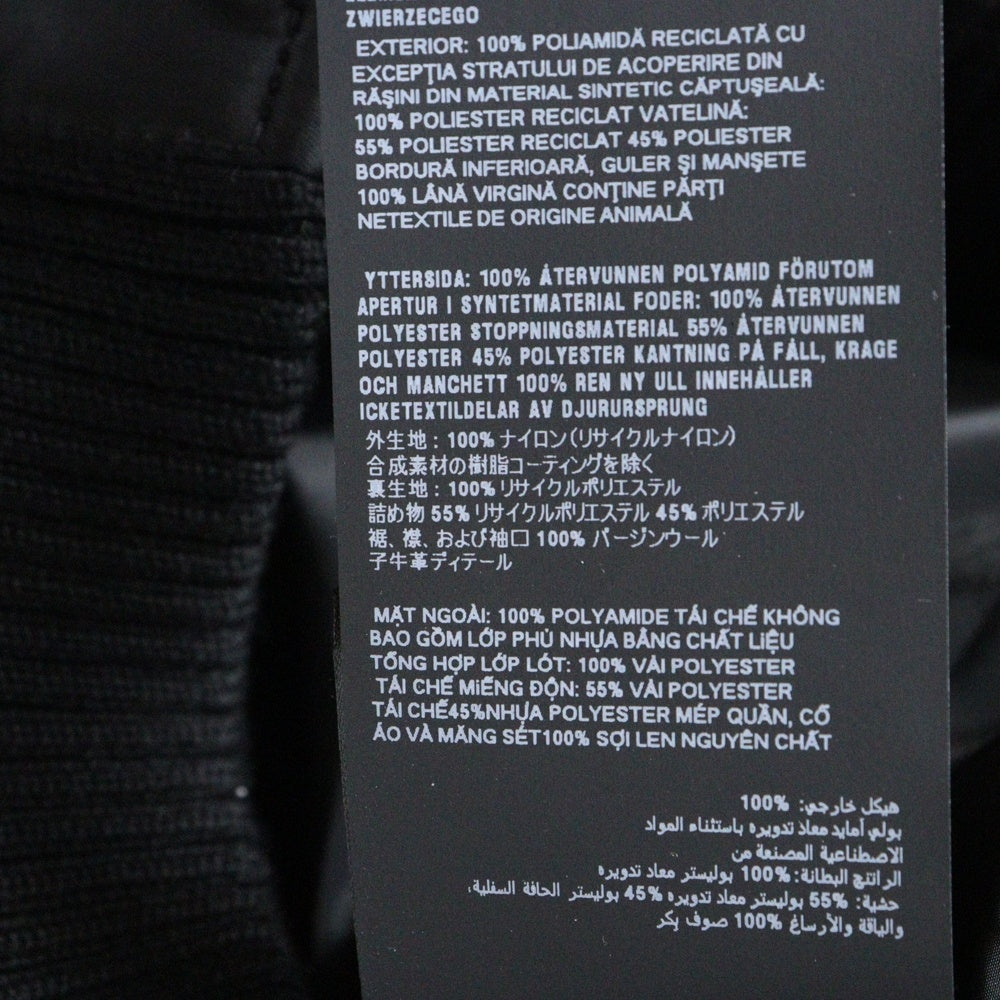 ZWIERZECEGO
EXTERIOR: 100% POLIAMIDĂ RECICLATĂ CU
EXCEPŢIA STRATULUI DE ACOPERIRE DIN
RĂŞINI DIN MATERIAL SINTETIC CĂPTUŞEALĂ:
100% POLIESTER RECICLAT VATELINĂ:
55% POLIESTER RECICLAT 45% POLIESTER
BORDURĂ INFERIOARĂ, GULER ŞI MANŞETE
100% LÂNĂ VIRGINĂ CONŢINE PĂRŢI
NETEXTILE DE ORIGINE ANIMALĂ
YTTERSIDA: 100% ÅTERVUNNEN POLYAMID FÖRUTOM
APERTUR I SYNTETMATERIAL FODER: 100% ÅTERVUNNEN
POLYESTER STOPPNINGSMATERIAL 55% ÅTERVUNNEN
POLYESTER 45% POLYESTER KANTNING PÅ FÅLL, KRAGE
OCH MANCHETT 100% REN NY ULL INNEHÅLLER
ICKETEXTILDELAR AV DJURURSPRUNG
外生地 : 100% ナイロン(リサイクルナイロン)
合成素材の樹脂コーティングを除く
裏生地 : 100% リサイクルポリエステル
詰め物 55% リサイクルポリエステル 45% ポリエステル
裾、襟、および袖口 100% バージンウール
子牛革ディテール
MẶT NGOÀI: 100% POLYAMIDE TÁI CHẾ KHÔNG
BAO GỒM LỚP PHỦ NHỰA BẰNG CHẤT LiỆU
TỔNG HỢP LỚP LÓT: 100% VẢI POLYESTER
TÁI CHẾ MiẾNG ĐỘN: 55% VẢI POLYESTER
TÁI CHẾ45%NHỰA POLYESTER MÉP QUẦN, CỔ
ÁO VÀ MĂNG SÉT100% SỢI LEN NGUYÊN CHẤT
هيكل خارجي: 100%
بولي أمايد معاد تدويره باستثناء المواد
الاصطناعية المصنعة من
الراتنج البطانة: 100% بوليستر معاد تدويره
حشية: 55% بوليستر معاد تدويره 45% بوليستر الحافة السفلية،
والياقة والأرساغ 100% صوف بكر